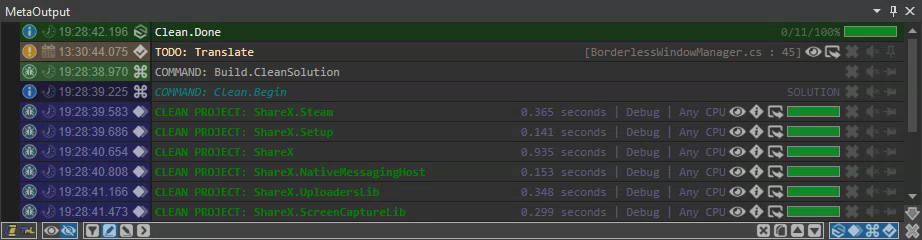 MetaOutput
19:28:42.196 Clean.Done 0/11/100%
13:30:44.075 TODO: Translate [BorderlessWindowManager.cs : 45]
19:28:38.970 COMMAND: Build.CleanSolution
19:28:39.225 COMMAND: Clean.Begin SOLUTION
19:28:39.583 CLEAN PROJECT: ShareX.Steam 0.365 seconds | Debug | Any CPU
19:28:39.686 CLEAN PROJECT: ShareX.Setup 0.141 seconds | Debug | Any CPU
19:28:40.654 CLEAN PROJECT: ShareX 0.935 seconds | Debug | Any CPU
19:28:40.808 CLEAN PROJECT: ShareX.NativeMessagingHost 0.153 seconds | Debug | Any CPU
19:28:41.166 CLEAN PROJECT: ShareX.UploadersLib 0.348 seconds | Debug | Any CPU
19:28:41.473 CLEAN PROJECT: ShareX.ScreenCaptureLib 0.299 seconds | Debug | Any CPU